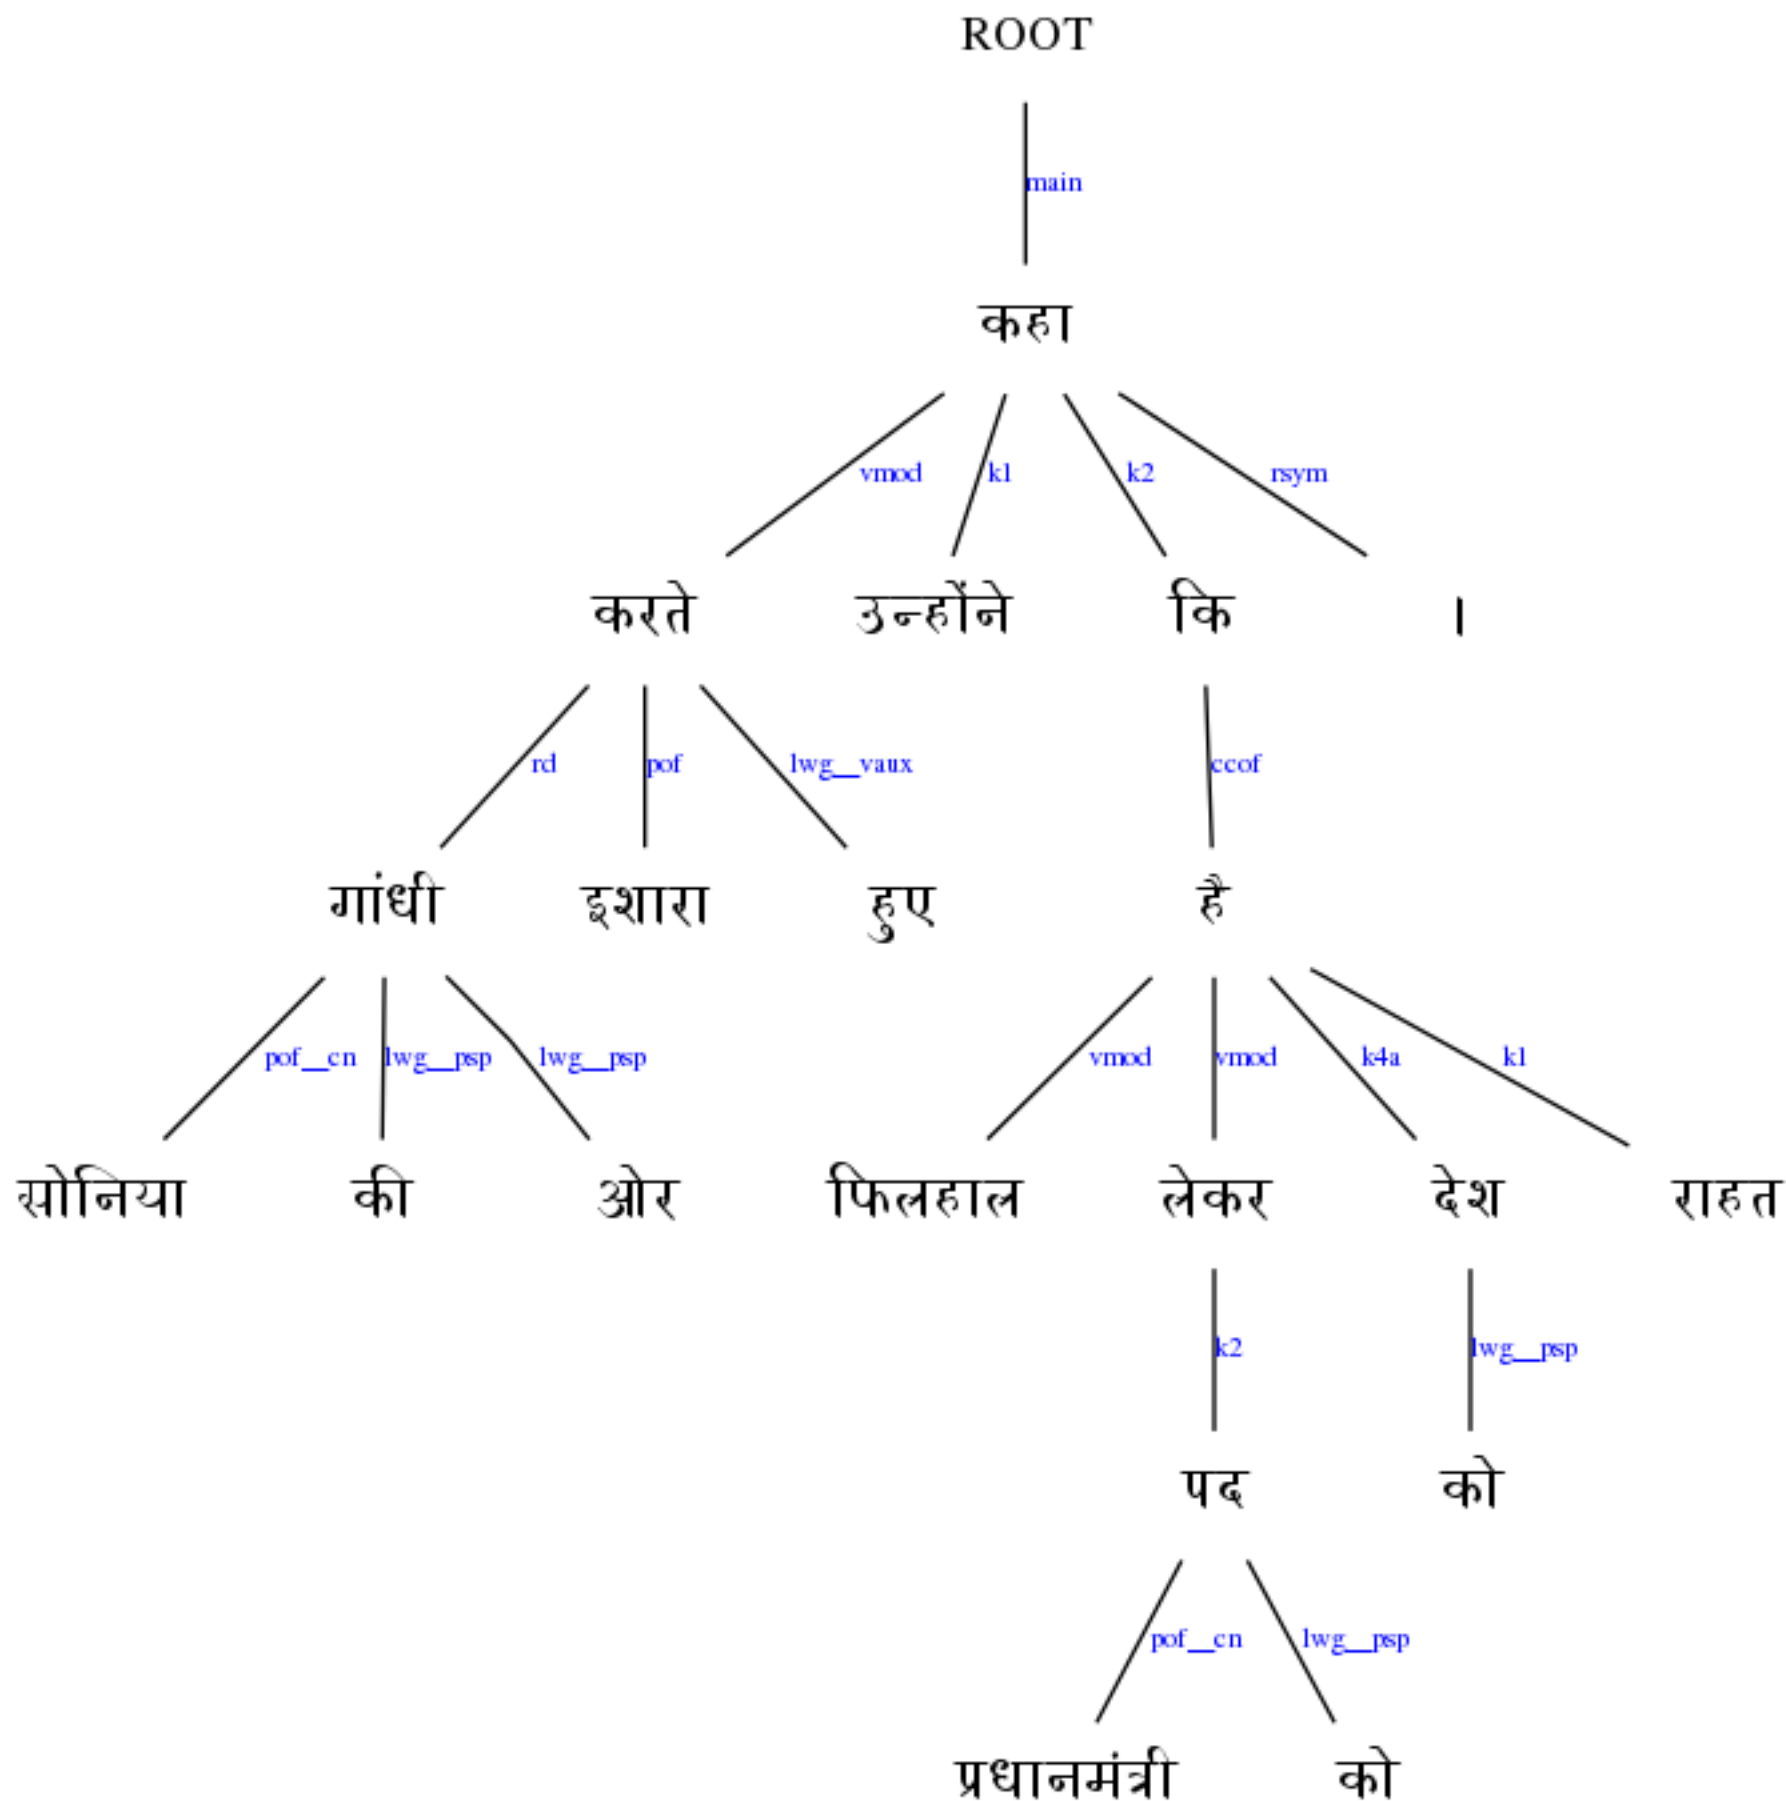 ROOT
main
कहा
vmod k1 k2 rsym
करते उन्होंने कि ।
rd pof lwg__vaux ccof
गांधी इशारा हुए है
pof__cn lwg__psp lwg__psp vmod vmod k4a k1
सोनिया की ओर फिलहाल लेकर देश राहत
k2 lwg__psp
पद को
pof__cn lwg__psp
प्रधानमंत्री को